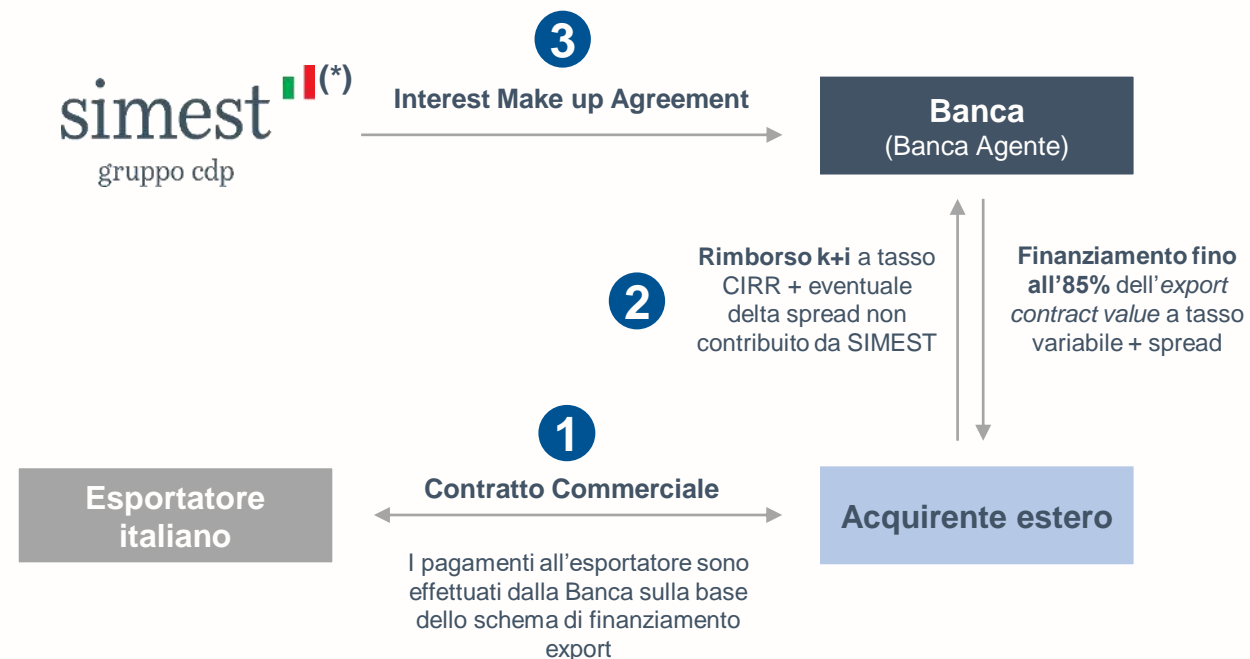 3
simest (*)
gruppo cdp
Interest Make up Agreement
Banca
(Banca Agente)
2
Rimborso k+i a tasso
CIRR + eventuale
delta spread non
contribuito da SIMEST
Finanziamento fino
all’85% dell’export
contract value a tasso
variabile + spread
1
Esportatore
italiano
Contratto Commerciale
Acquirente estero
I pagamenti all’esportatore sono
effettuati dalla Banca sulla base
dello schema di finanziamento
export